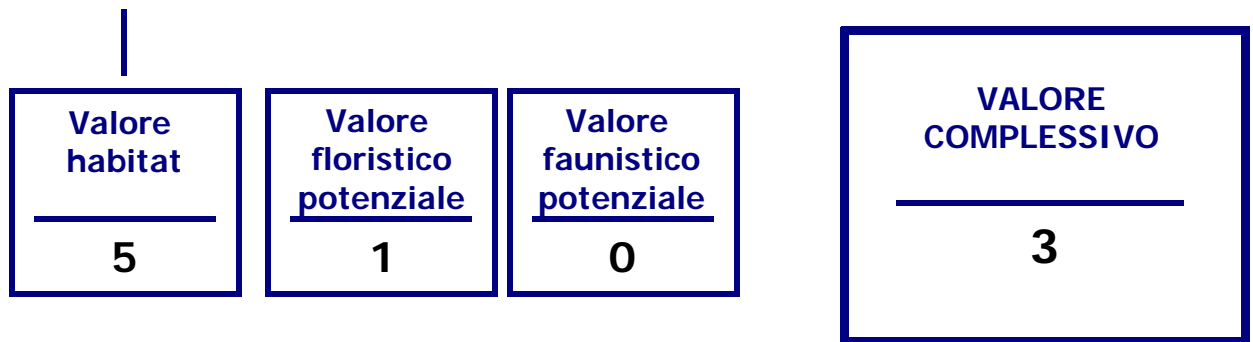 Valore
habitat
5
Valore
floristico
potenziale
1
Valore
faunistico
potenziale
0
VALORE
COMPLESSIVO
3